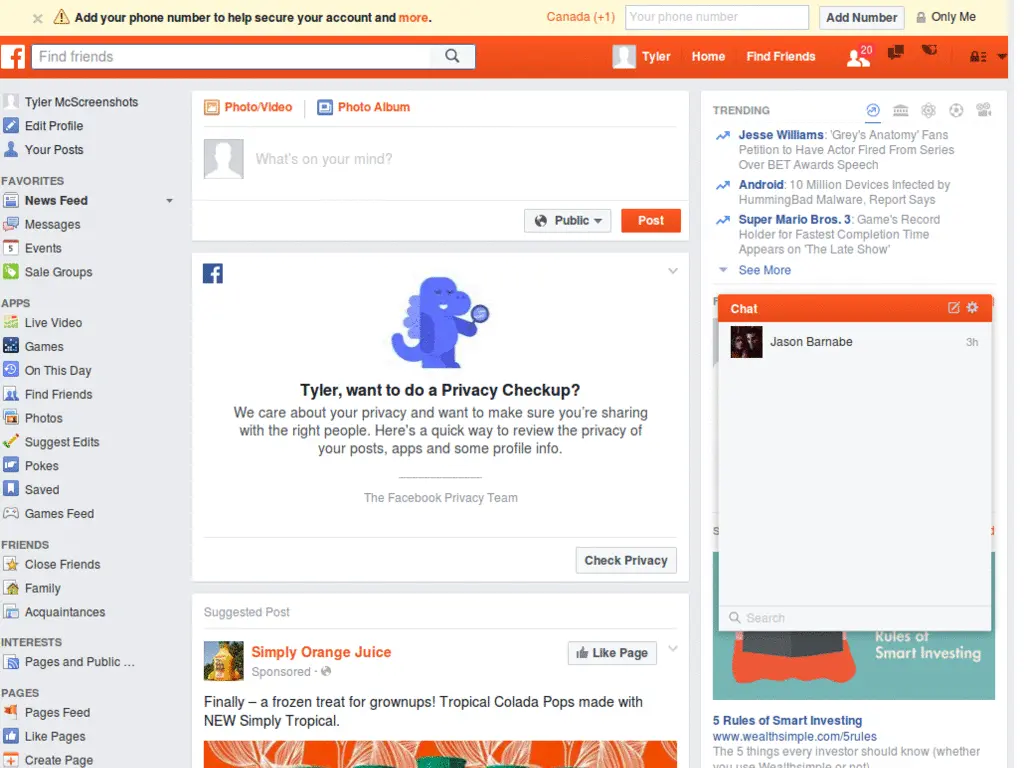 Add your phone number to help secure your account and more.
Canada (+1)
Your phone number
Add Number
Only Me
Find friends
Tyler
Home
Find Friends
20
Tyler McScreenshots
Edit Profile
Your Posts
FAVORITES
News Feed
Messages
5
Events
Sale Groups
APPS
Live Video
Games
On This Day
Find Friends
Photos
Suggest Edits
Pokes
Saved
Games Feed
FRIENDS
Close Friends
Family
Acquaintances
INTERESTS
Pages and Public ...
PAGES
Pages Feed
Like Pages
Create Page
Photo/Video
Photo Album
What's on your mind?
Public
Post
Tyler, want to do a Privacy Checkup?
We care about your privacy and want to make sure you're sharing
with the right people. Here's a quick way to review the privacy of
your posts, apps and some profile info.
The Facebook Privacy Team
Check Privacy
Suggested Post
Simply Orange Juice
Like Page
Sponsored ·
Finally – a frozen treat for grownups! Tropical Colada Pops made with
NEW Simply Tropical.
TRENDING
Jesse Williams: 'Grey's Anatomy' Fans
Petition to Have Actor Fired From Series
Over BET Awards Speech
Android: 10 Million Devices Infected by
HummingBad Malware, Report Says
Super Mario Bros. 3: Game's Record
Holder for Fastest Completion Time
Appears on 'The Late Show'
See More
Chat
Jason Barnabe
3h
Search
Rules of
Smart Investing
5 Rules of Smart Investing
www.wealthsimple.com/5rules
The 5 things every investor should know (whether
you use Wealthsimple or not)